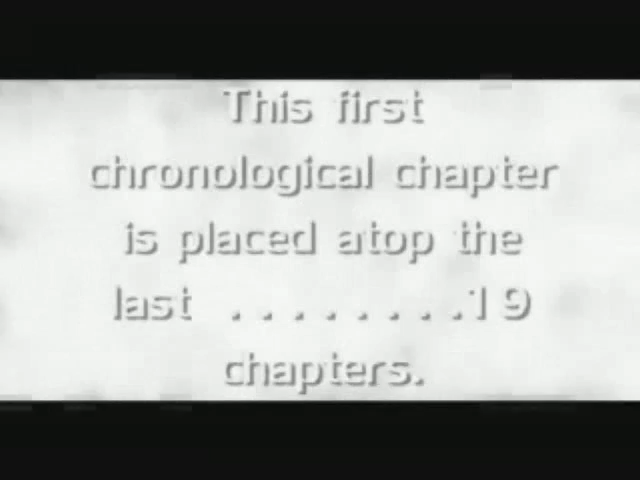 This first
chronological chapter
is placed atop the
last ........19
chapters.